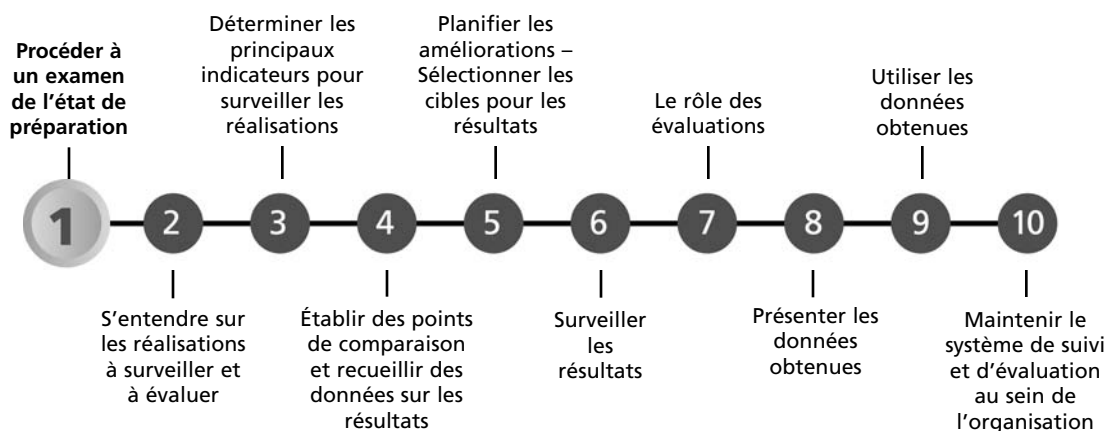 Procéder à
un examen
de l'état de
préparation
Déterminer les
principaux
indicateurs pour
surveiller les
réalisations
Planifier les
améliorations –
Sélectionner les
cibles pour les
résultats
Le rôle des
évaluations
Utiliser les
données
obtenues
1
2
3
4
5
6
7
8
9
10
S'entendre sur
les réalisations
à surveiller et
à évaluer
Établir des points
de comparaison
et recueillir des
données sur les
résultats
Surveiller
les
résultats
Présenter les
données
obtenues
Maintenir le
système de suivi
et d'évaluation
au sein de
l'organisation